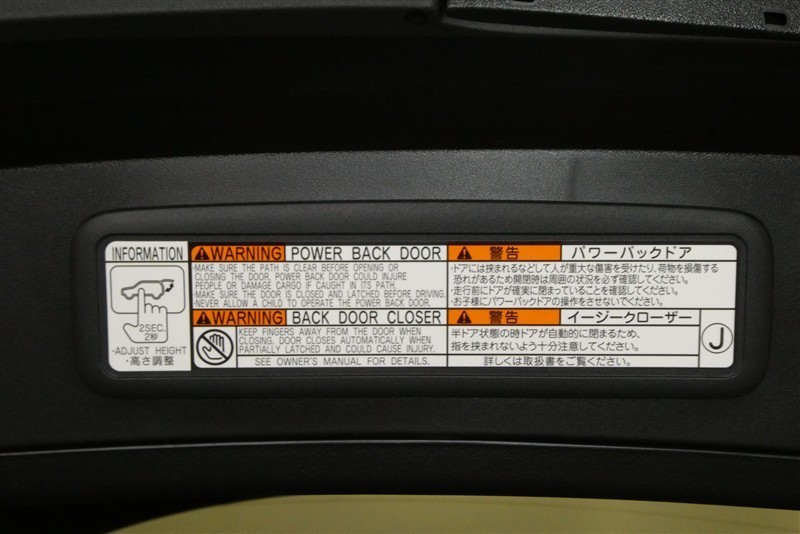 INFORMATION
2SEC.
2秒
・ADJUST HEIGHT
・高さ調整
WARNING POWER BACK DOOR
・MAKE SURE THE PATH IS CLEAR BEFORE OPENING OR
CLOSING THE DOOR. POWER BACK DOOR COULD INJURE
PEOPLE OR DAMAGE CARGO IF CAUGHT IN ITS PATH.
・MAKE SURE THE DOOR IS CLOSED AND LATCHED BEFORE DRIVING.
・NEVER ALLOW A CHILD TO OPERATE THE POWER BACK DOOR.
WARNING BACK DOOR CLOSER
KEEP FINGERS AWAY FROM THE DOOR WHEN
CLOSING. DOOR CLOSES AUTOMATICALLY WHEN
PARTIALLY LATCHED AND COULD CAUSE INJURY.
SEE OWNER'S MANUAL FOR DETAILS.
警告 パワーバックドア
・ドアには挟まれるなどして人が重大な傷害を受けたり、荷物を損傷する
恐れがあるため開閉時は周囲の状況を必ず確認してください。
・走行前にドアが確実に閉まっていることを確認してください。
・お子様にパワーバックドアの操作をさせないでください。
警告 イージークローザー
半ドア状態の時ドアが自動的に閉まるため、
指を挟まれないよう十分注意してください。
詳しくは取扱書をご覧ください。
J